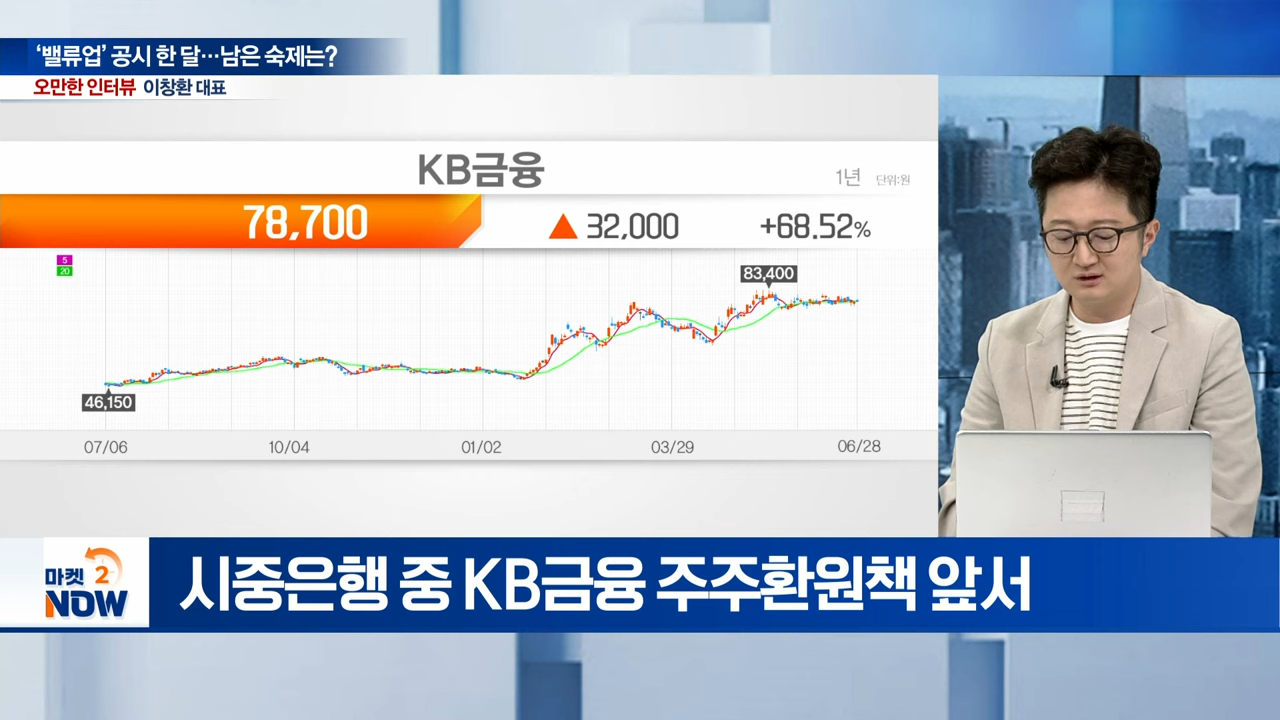 ‘밸류업’ 공시 한 달…남은 숙제는?
오만한 인터뷰 이창환 대표
KB금융
1년 단위:원
78,700 ▲ 32,000 +68.52%
5
20
83,400
46,150
07/06 10/04 01/02 03/29 06/28
마켓 2
NOW
시중은행 중 KB금융 주주환원책 앞서